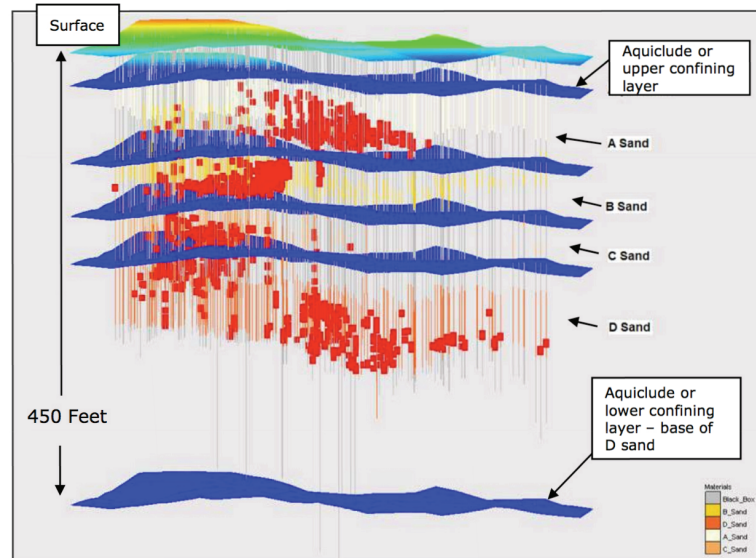 Surface
Aquiclude or
upper confining
layer
A Sand
B Sand
C Sand
D Sand
450 Feet
Aquiclude or
lower confining
layer – base of
D sand
Materials
Black_Box
B_Sand
D_Sand
A_Sand
C_Sand